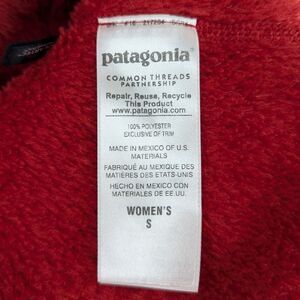 patagonia®
COMMON THREADS
PARTNERSHIP
Repair, Reuse, Recycle
This Product
www.patagonia.com
100% POLYESTER
EXCLUSIVE OF TRIM
MADE IN MEXICO OF U.S.
MATERIALS
FABRIQUÉ AU MEXIQUE DES
MATIÈRES DES ETATS-UNIS
HECHO EN MEXICO CON
MATERIALES DE EE.UU.
WOMEN'S
S